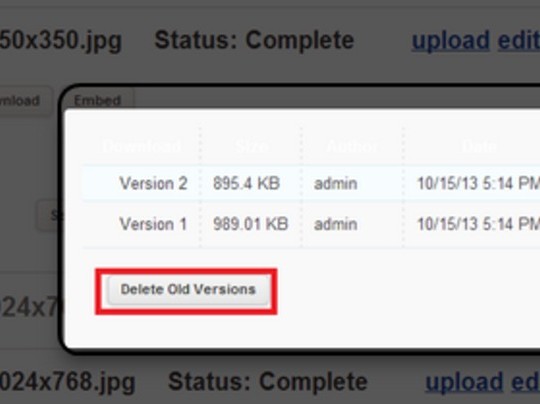 50x350.jpg Status: Complete upload edit
nload Embed
Download Size Author Date
Version 2 895.4 KB admin 10/15/13 5:14 PM
Version 1 989.01 KB admin 10/15/13 5:14 PM
Delete Old Versions
024x7
024x768.jpg Status: Complete upload ed